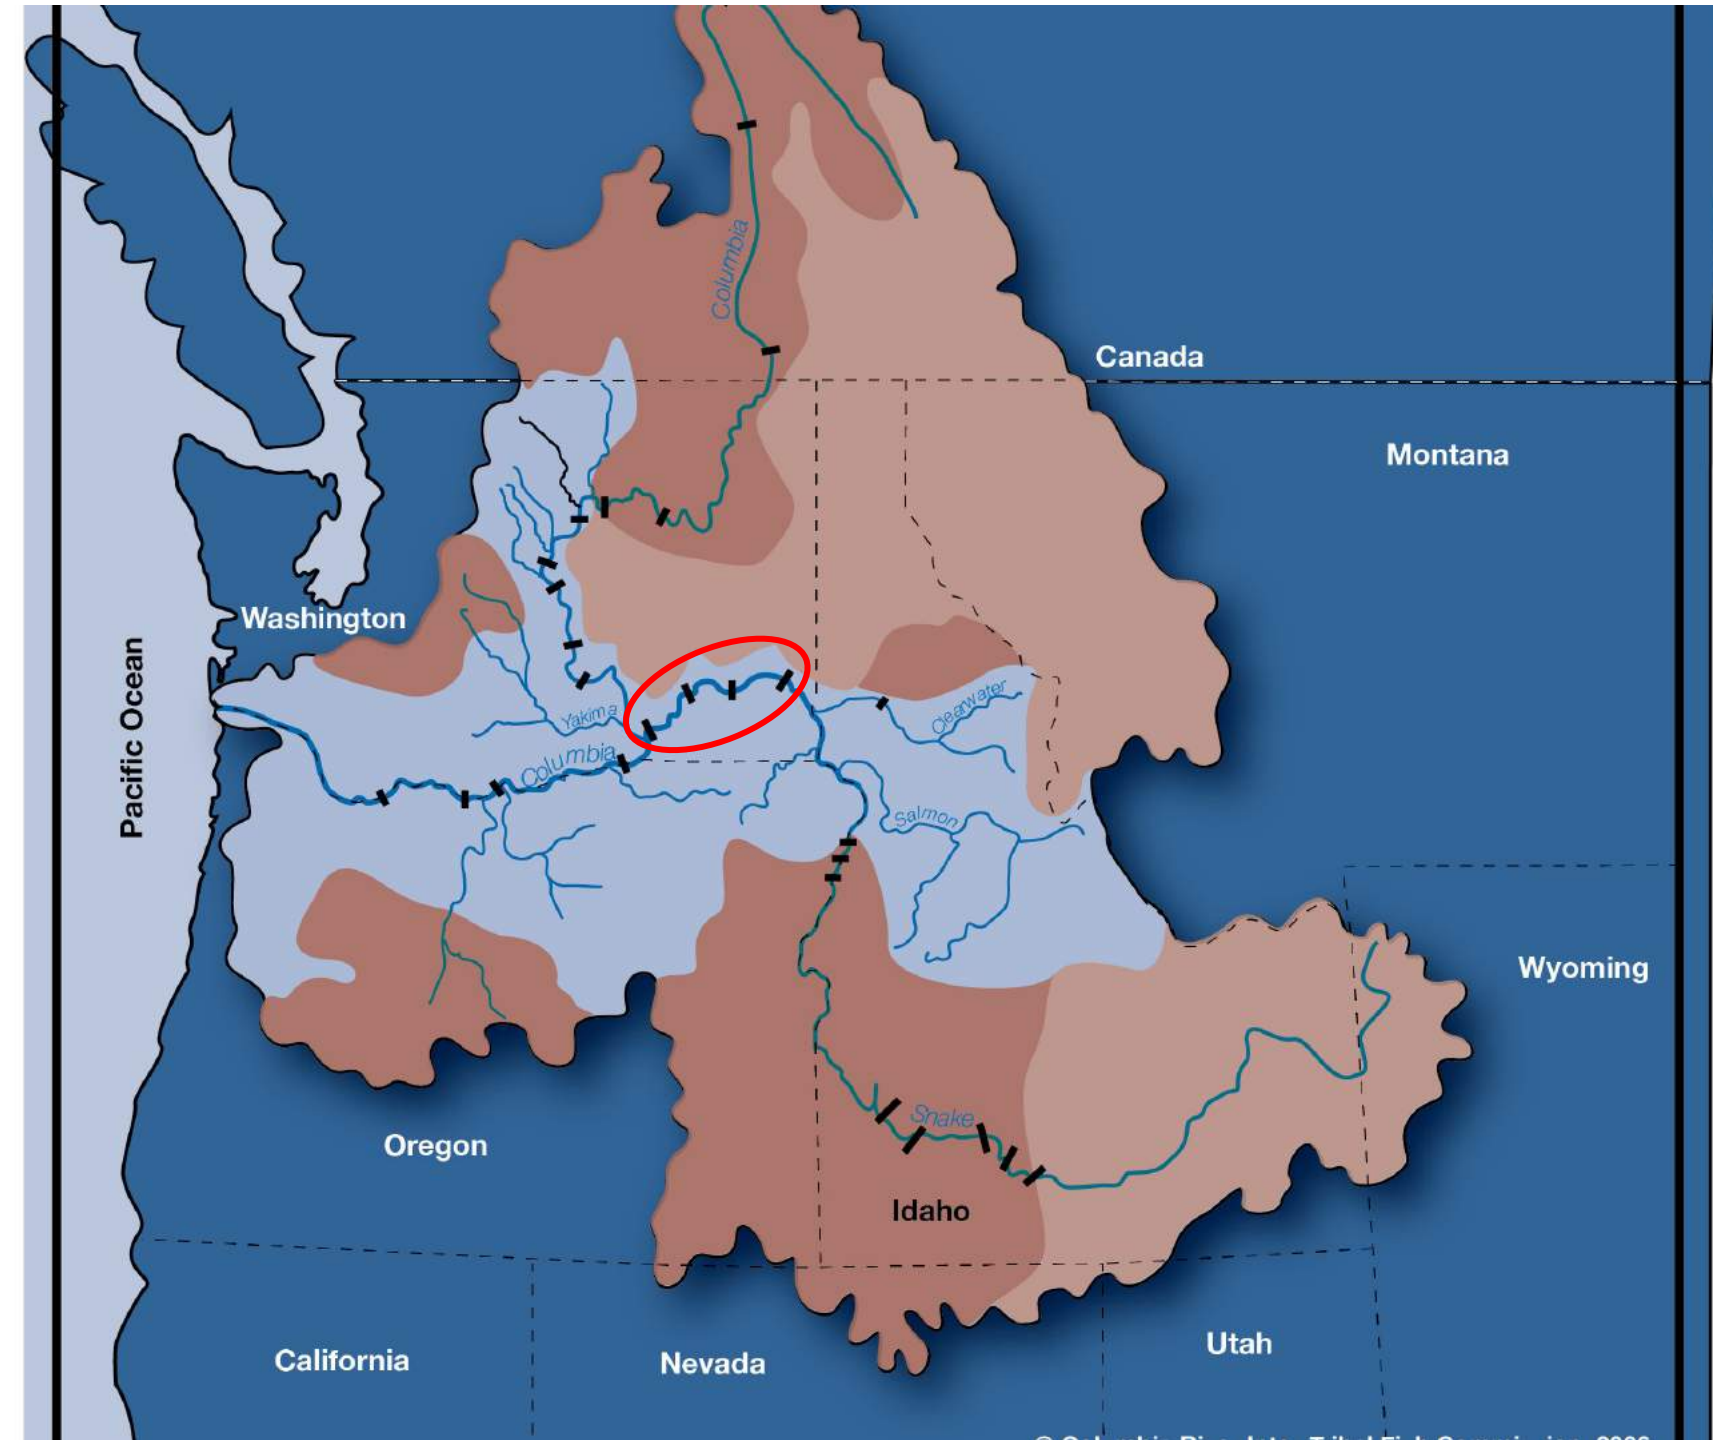 Columbia
Canada
Montana
Washington
Pacific Ocean
Yakima
Clearwater
Columbia
Salmon
Wyoming
Snake
Oregon
Idaho
Utah
California
Nevada